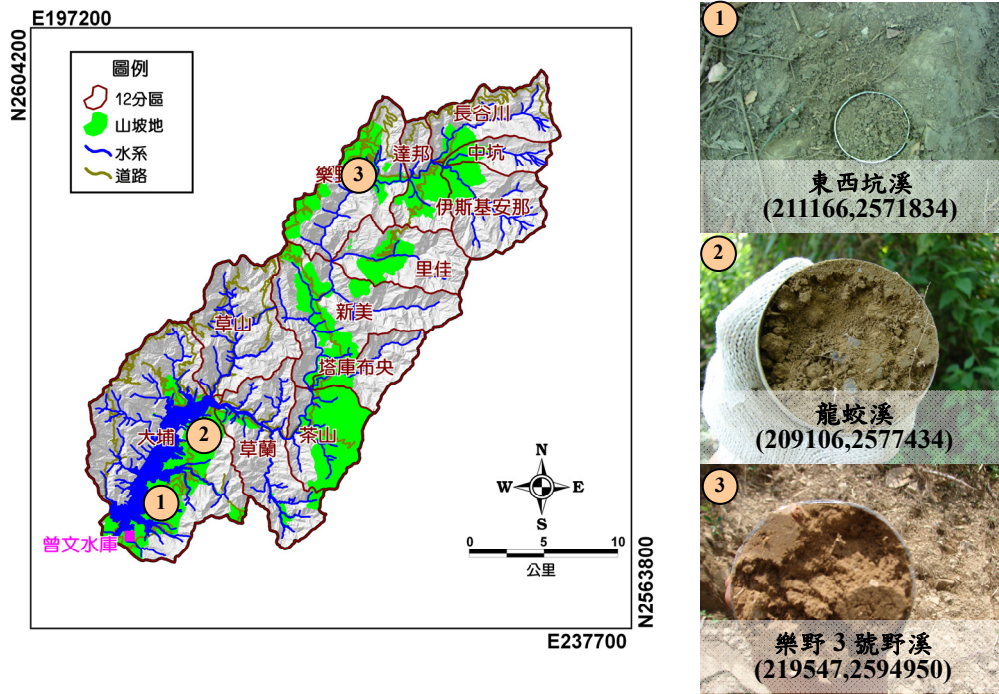 E197200
N2604200
圖例
12分區
山坡地
水系
道路
長谷川
達邦
中坑
樂野
3
伊斯基安那
里佳
新美
草山
塔庫布央
大埔
2
茶山
草蘭
1
曾文水庫
N
W
E
S
0
5
10
公里
N2563800
E237700
1
東西坑溪
(211166,2571834)
2
龍蛟溪
(209106,2577434)
3
樂野 3 號野溪
(219547,2594950)